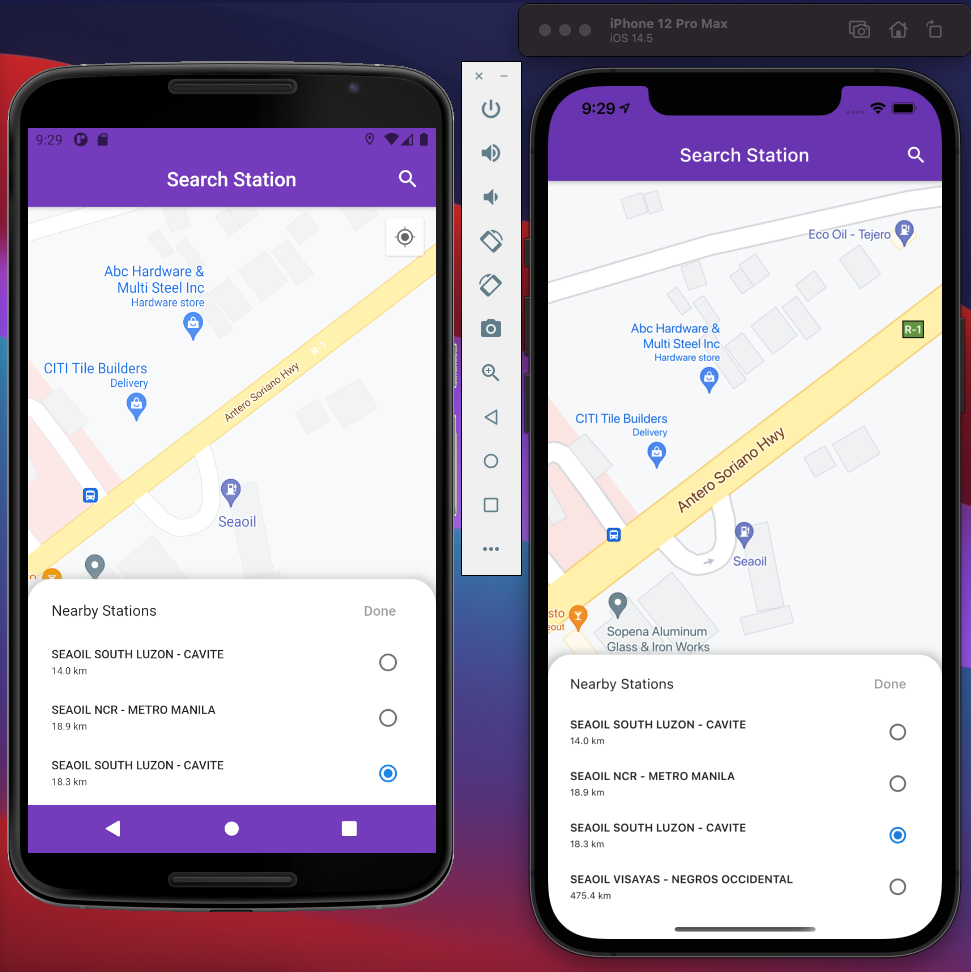 iPhone 12 Pro Max
iOS 14.5
9:29
Search Station
Abc Hardware &
Multi Steel Inc
Hardware store
CITI Tile Builders
Delivery
R-1
Antero Soriano Hwy
Seaoil
Nearby Stations
Done
SEAOIL SOUTH LUZON - CAVITE
14.0 km
SEAOIL NCR - METRO MANILA
18.9 km
SEAOIL SOUTH LUZON - CAVITE
18.3 km
9:29
Search Station
Eco Oil - Tejero
R-1
Abc Hardware &
Multi Steel Inc
Hardware store
CITI Tile Builders
Delivery
Antero Soriano Hwy
Seaoil
sto
eout
Sopena Aluminum
Glass & Iron Works
Nearby Stations
Done
SEAOIL SOUTH LUZON - CAVITE
14.0 km
SEAOIL NCR - METRO MANILA
18.9 km
SEAOIL SOUTH LUZON - CAVITE
18.3 km
SEAOIL VISAYAS - NEGROS OCCIDENTAL
475.4 km